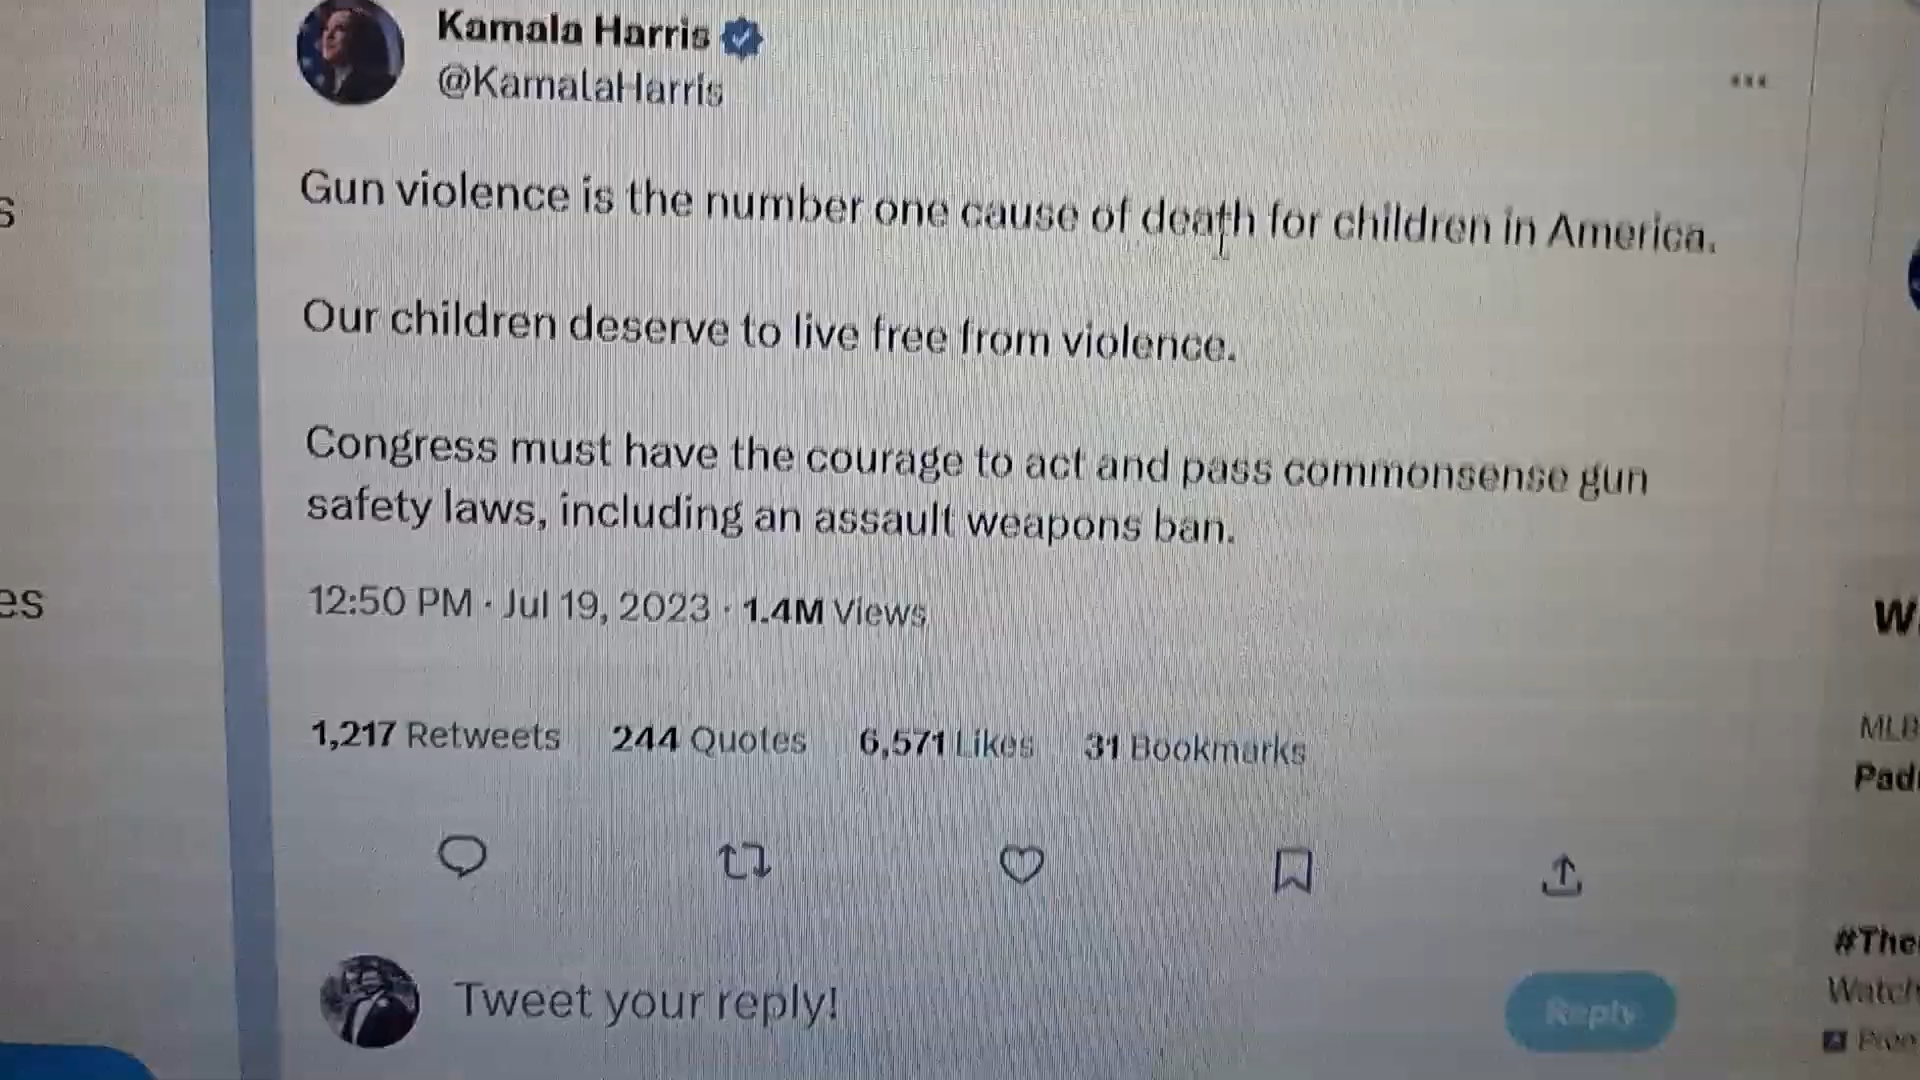 Kamala Harris
@KamalaHarris
Gun violence is the number one cause of death for children in America.
Our children deserve to live free from violence.
Congress must have the courage to act and pass commonsense gun
safety laws, including an assault weapons ban.
12:50 PM · Jul 19, 2023 · 1.4M Views
1,217 Retweets 244 Quotes 6,571 Likes 31 Bookmarks
Tweet your reply!
Reply
s
es
W
MLB
Pad
#The
Watch